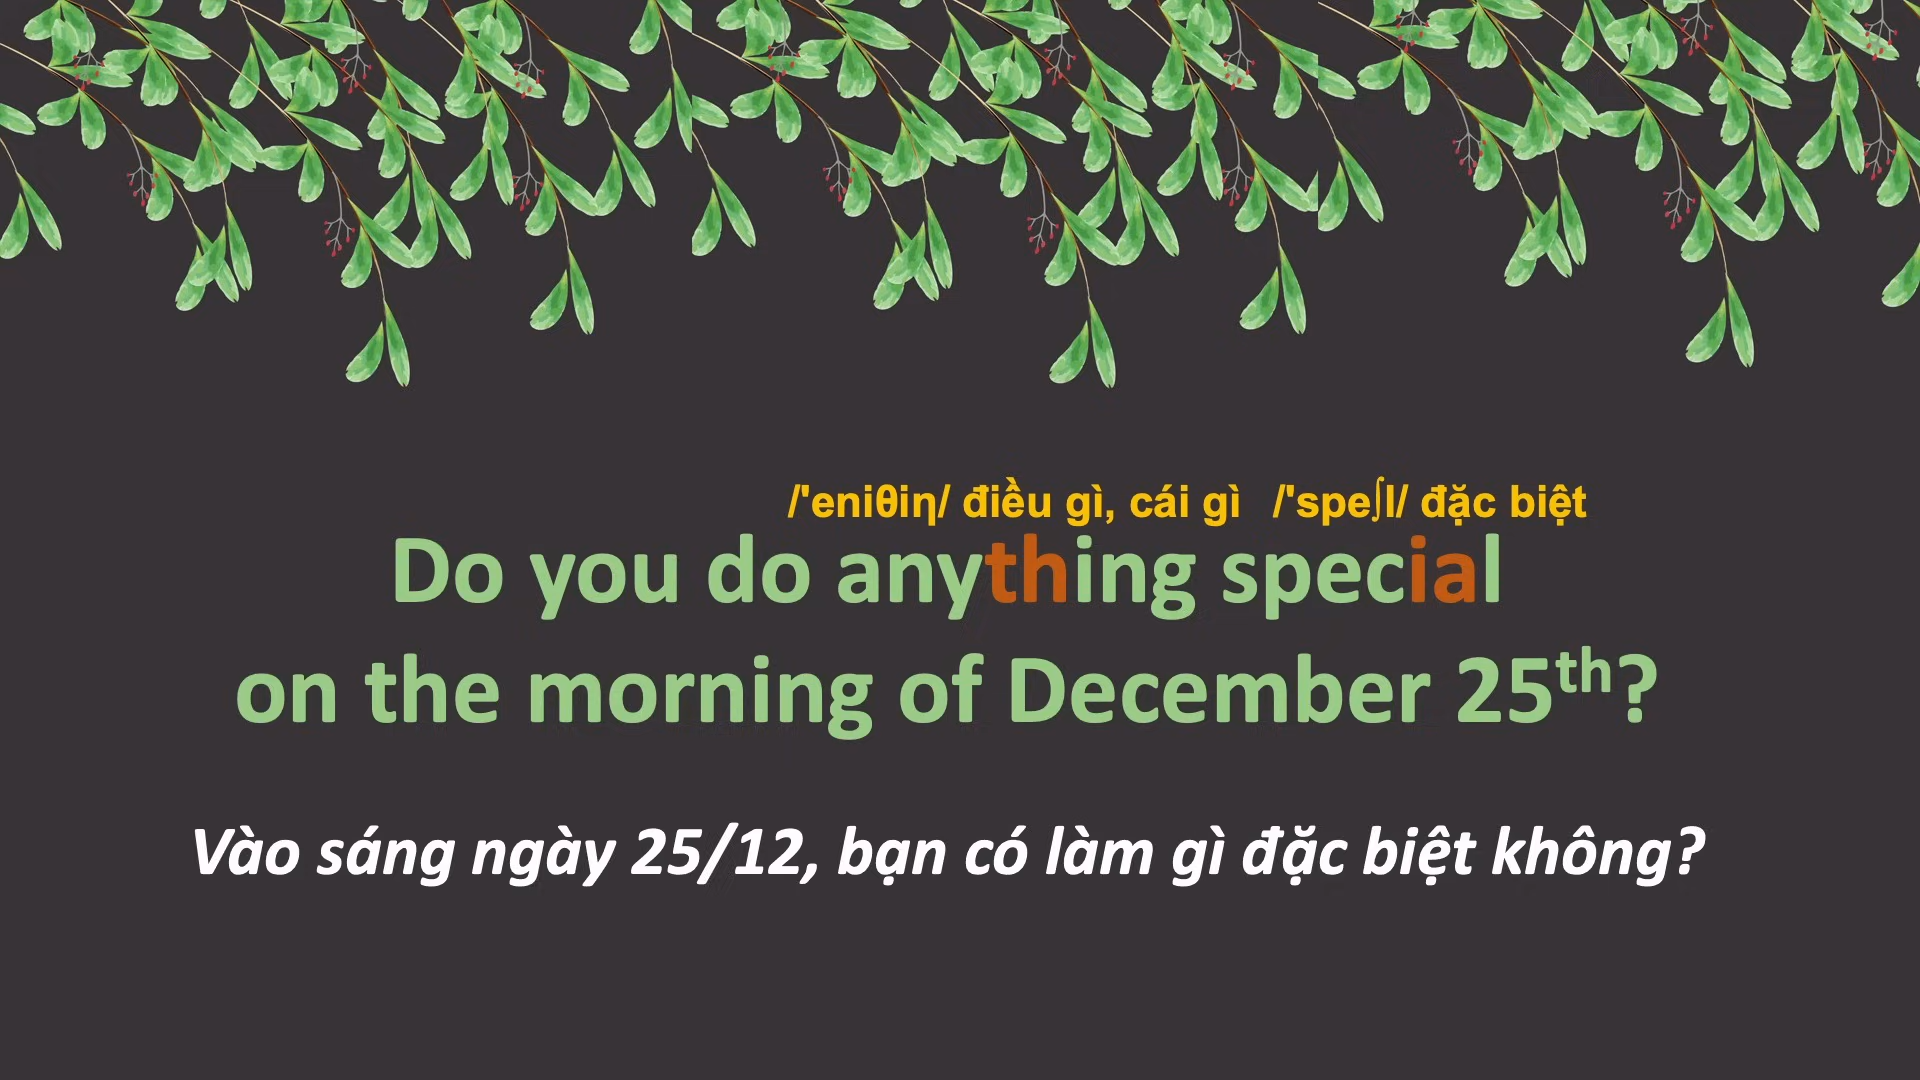 /'eniθiη/ điều gì, cái gì /'speʃl/ đặc biệt
Do you do anything special
on the morning of December 25th?
Vào sáng ngày 25/12, bạn có làm gì đặc biệt không?